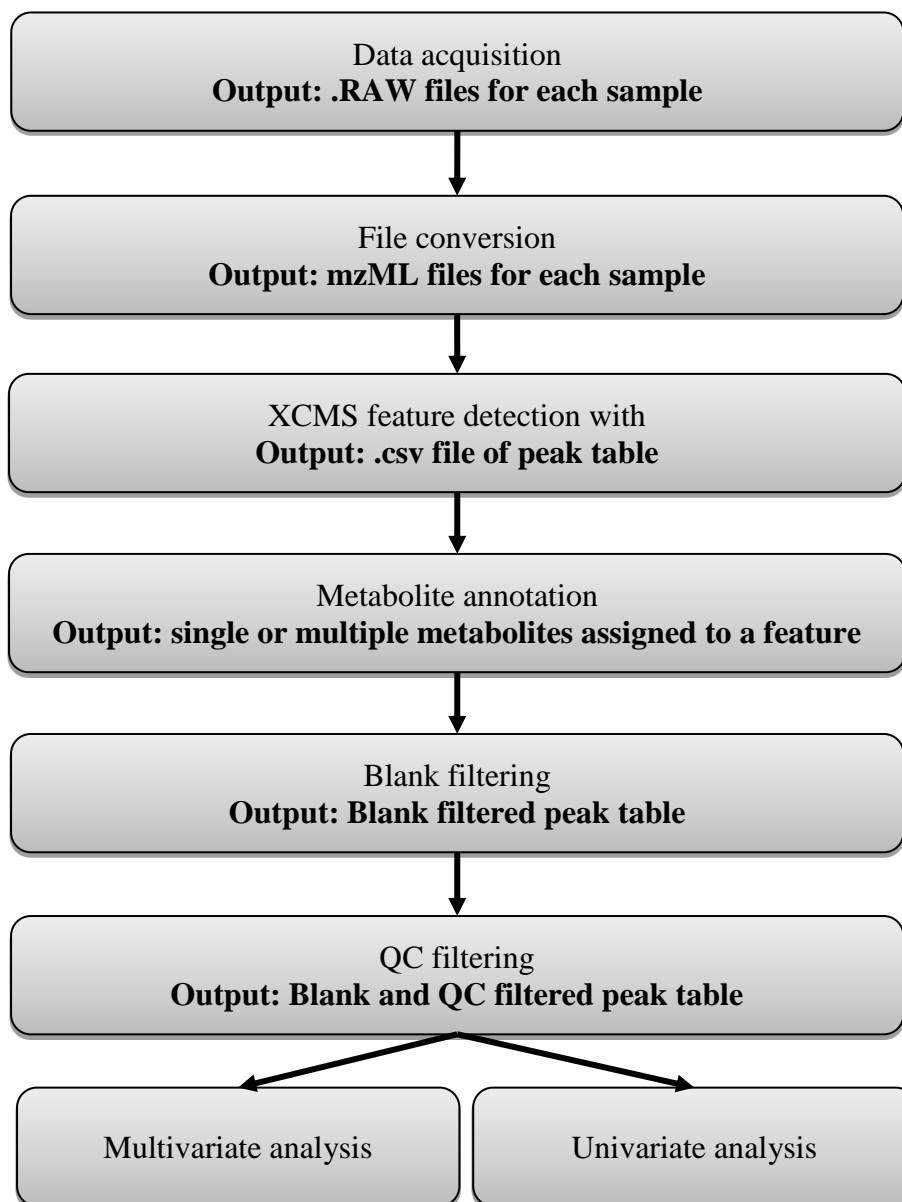 Data acquisition
Output: .RAW files for each sample
File conversion
Output: mzML files for each sample
XCMS feature detection with
Output: .csv file of peak table
Metabolite annotation
Output: single or multiple metabolites assigned to a feature
Blank filtering
Output: Blank filtered peak table
QC filtering
Output: Blank and QC filtered peak table
Multivariate analysis
Univariate analysis